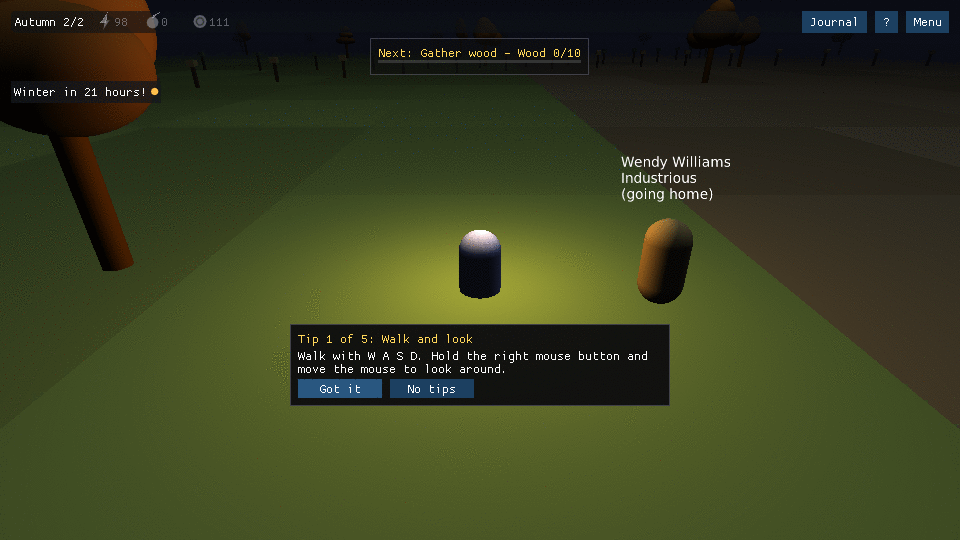 Autumn 2/2 98 0 111
Journal ? Menu
Next: Gather wood - Wood 0/10
Winter in 21 hours!
Wendy Williams
Industrious
(going home)
Tip 1 of 5: Walk and look
Walk with W A S D. Hold the right mouse button and
move the mouse to look around.
Got it No tips